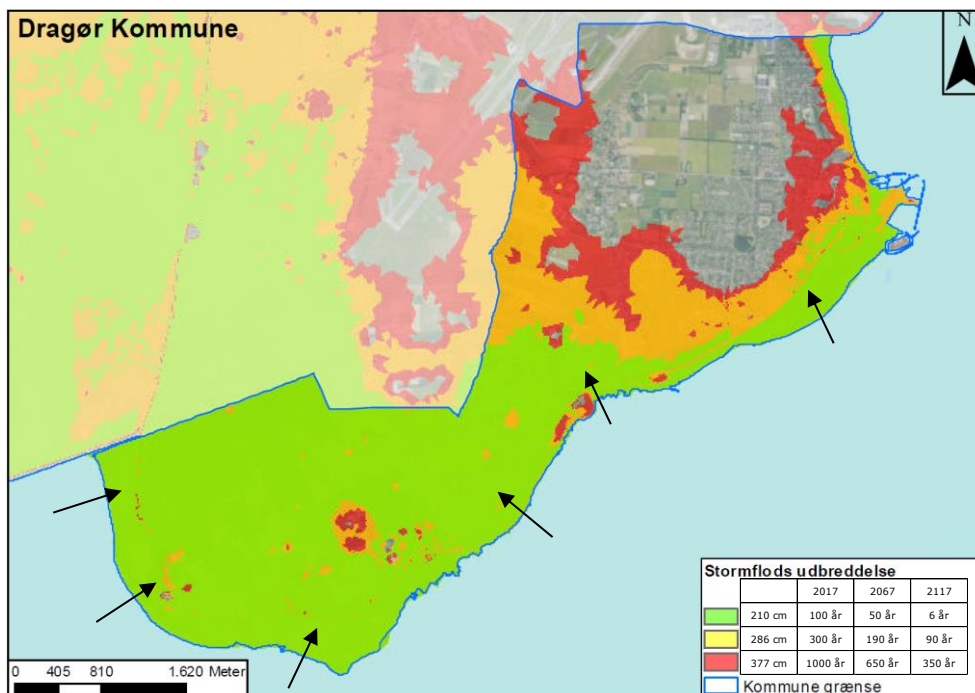 Dragør Kommune
N
Stormflods udbreddelse
2017 2067 2117
210 cm 100 år 50 år 6 år
286 cm 300 år 190 år 90 år
377 cm 1000 år 650 år 350 år
Kommune grænse
0 405 810 1.620 Meter